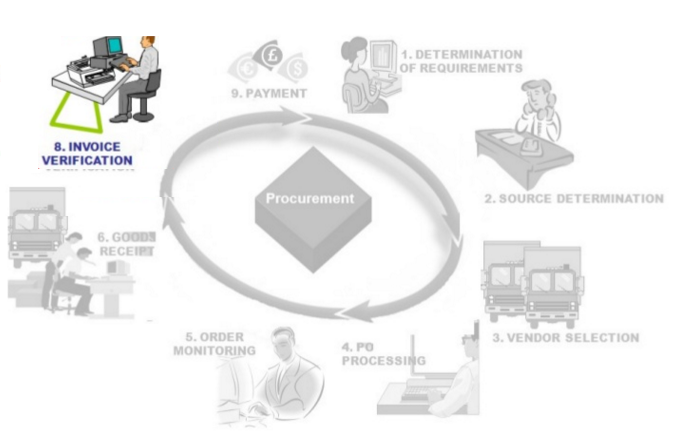 1. DETERMINATION
OF REQUIREMENTS
9. PAYMENT
8. INVOICE
VERIFICATION
Procurement
2. SOURCE DETERMINATION
6. GOODS
RECEIPT
3. VENDOR SELECTION
5. ORDER
MONITORING
4. PO
PROCESSING